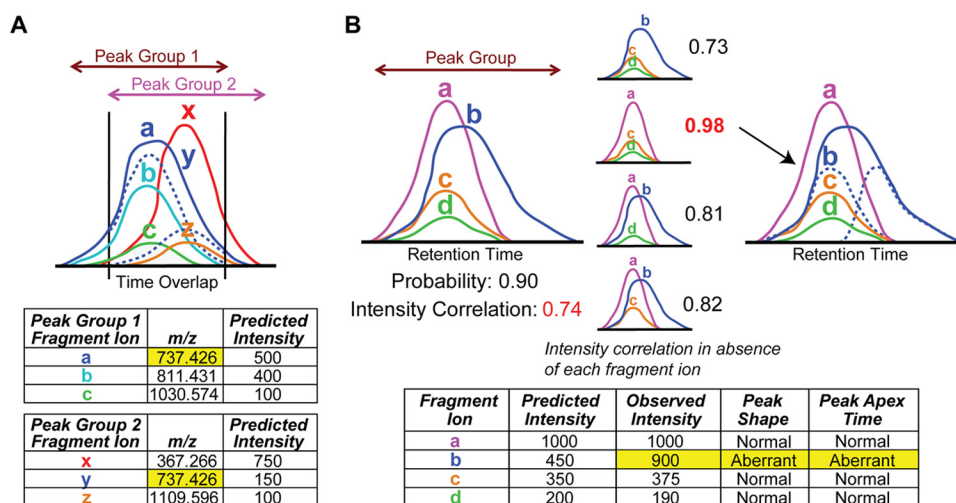 A
Peak Group 1
Peak Group 2
a
x
y
b
c
z
Time Overlap
Peak Group 1 Fragment Ion m/z Predicted Intensity
a 737.426 500
b 811.431 400
c 1030.574 100
Peak Group 2 Fragment Ion m/z Predicted Intensity
x 367.266 750
y 737.426 150
z 1109.596 100
B
Peak Group
a
b
c
d
Retention Time
Probability: 0.90
Intensity Correlation: 0.74
b
c
d
0.73
a
c
d
0.98
a
b
d
0.81
a
b
c
0.82
Intensity correlation in absence
of each fragment ion
a
b
c
d
Retention Time
Fragment Ion Predicted Intensity Observed Intensity Peak Shape Peak Apex Time
a 1000 1000 Normal Normal
b 450 900 Aberrant Aberrant
c 350 375 Normal Normal
d 200 190 Normal Normal